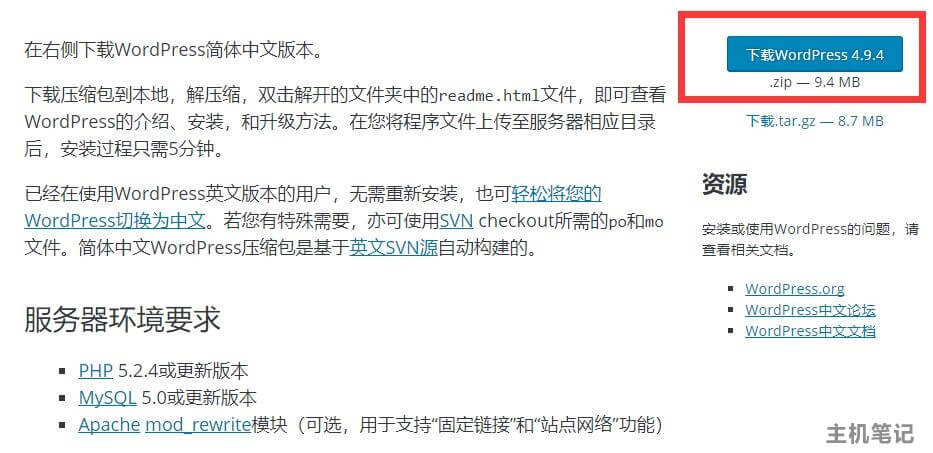 在右侧下载WordPress简体中文版本。
下载压缩包到本地，解压缩，双击解开的文件夹中的readme.html文件，即可查看
WordPress的介绍、安装，和升级方法。在您将程序文件上传至服务器相应目录
后，安装过程只需5分钟。
已经在使用WordPress英文版本的用户，无需重新安装，也可轻松将您的
WordPress切换为中文。若您有特殊需要，亦可使用SVN checkout所需的po和mo
文件。简体中文WordPress压缩包是基于英文SVN源自动构建的。
服务器环境要求
PHP 5.2.4或更新版本
MySQL 5.0或更新版本
Apache mod_rewrite模块（可选，用于支持“固定链接”和“站点网络”功能）
下载WordPress 4.9.4
.zip — 9.4 MB
下载.tar.gz — 8.7 MB
资源
安装或使用WordPress的问题，请
查看相关文档。
WordPress.org
WordPress中文论坛
WordPress中文文档
主机笔记